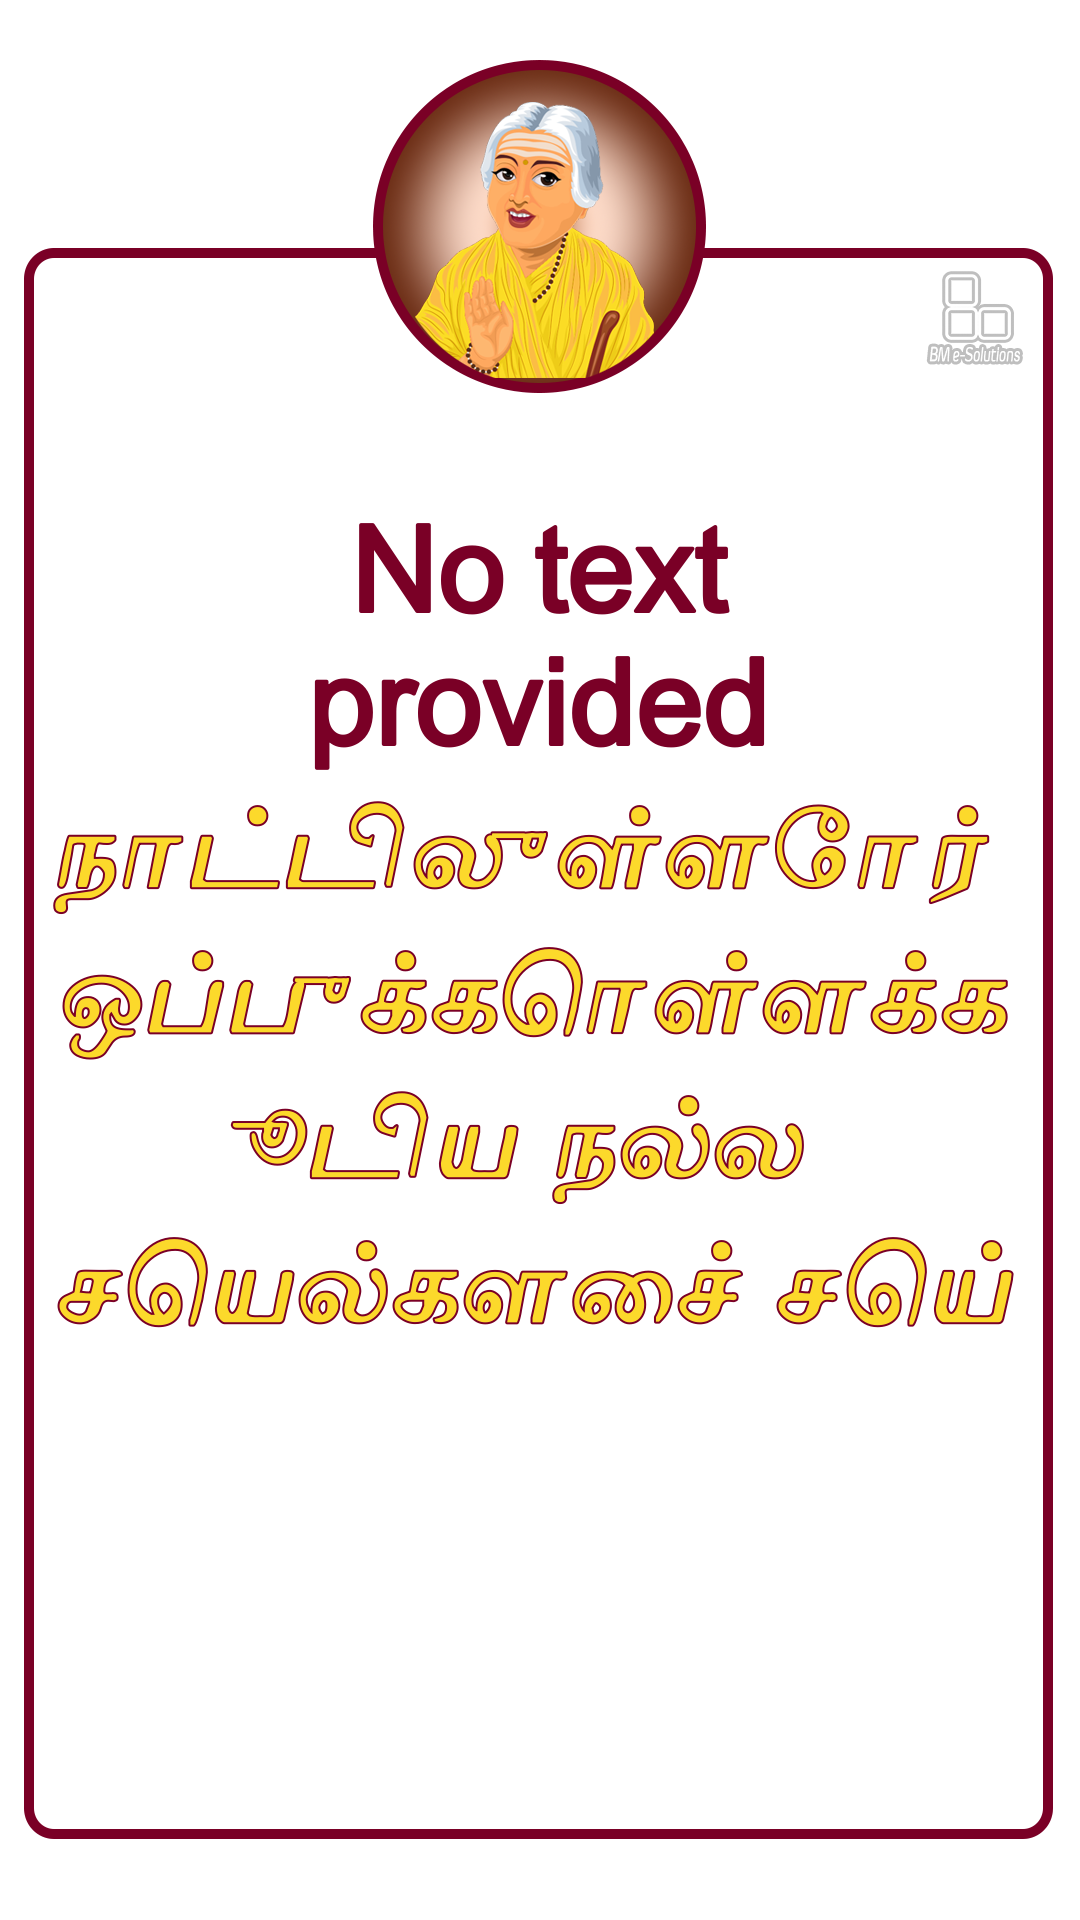 BM e-Solutions
No text
provided
நாட்டிலுள்ளோர்
ஒப்புக்கொள்ளக்க
ூடிய நல்ல
செயல்களைச் செய்